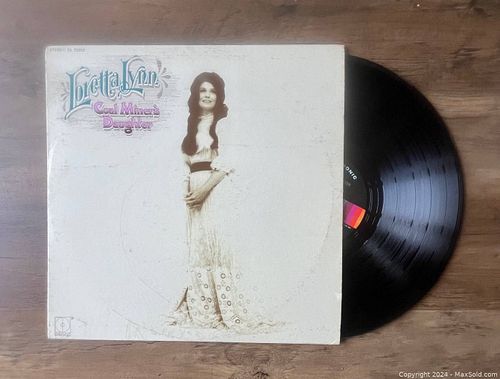 Loretta Lynn
Coal Miner's
Daughter
Copyright 2024 - MaxSold.com